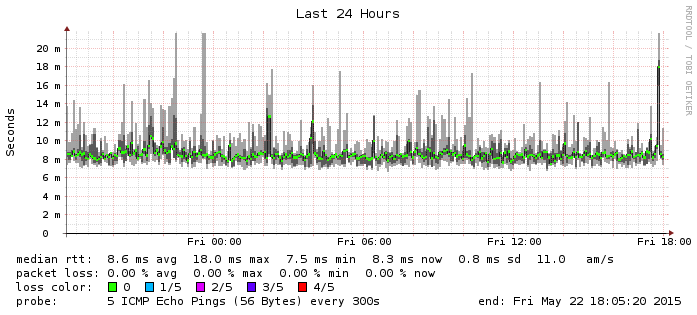 Last 24 Hours
RRDTOOL / TOBI OETIKER
Seconds
20 m
18 m
16 m
14 m
12 m
10 m
8 m
6 m
4 m
2 m
0
Fri 00:00 Fri 06:00 Fri 12:00 Fri 18:00
median rtt: 8.6 ms avg 18.0 ms max 7.5 ms min 8.3 ms now 0.8 ms sd 11.0 am/s
packet loss: 0.00 % avg 0.00 % max 0.00 % min 0.00 % now
loss color: 0 1/5 2/5 3/5 4/5
probe: 5 ICMP Echo Pings (56 Bytes) every 300s end: Fri May 22 18:05:20 2015